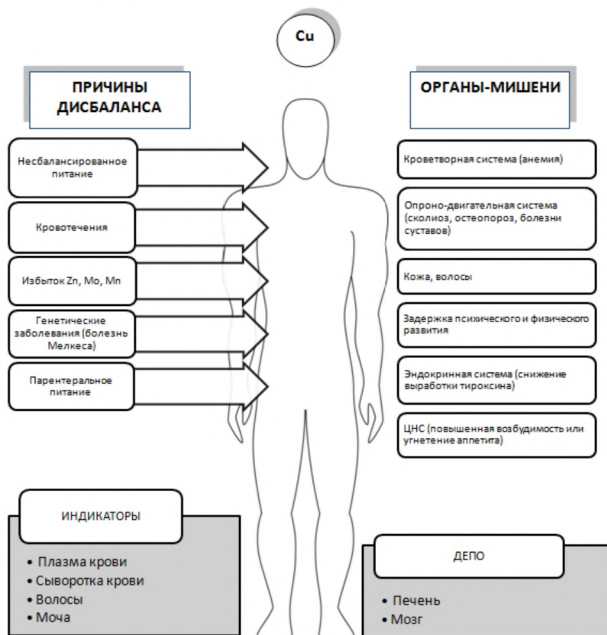 Cu
ПРИЧИНЫ
ДИСБАЛАНСА
Несбалансированное
питание
Кровотечения
Избыток Zn, Mo, Mn
Генетические
заболевания (болезнь
Мелкеса)
Парентеральное
питание
ОРГАНЫ-МИШЕНИ
Кроветворная система (анемия)
Опроно-двигательная система
(сколиоз, остеопороз, болезни
суставов)
Кожа, волосы
Задержка психического и физического
развития
Эндокринная система (снижение
выработки тироксина)
ЦНС (повышенная возбудимость или
угнетение аппетита)
ИНДИКАТОРЫ
• Плазма крови
• Сыворотка крови
• Волосы
• Моча
ДЕПО
• Печень
• Мозг